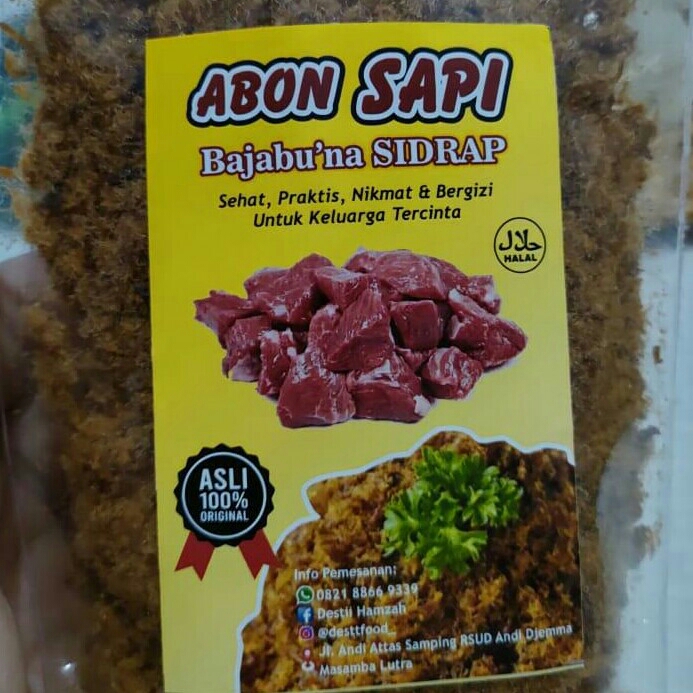 ABON SAPI
Bajabu'na SIDRAP
Sehat, Praktis, Nikmat & Bergizi
Untuk Keluarga Tercinta
حلال
HALAL
ASLI
100%
ORIGINAL
Info Pemesanan:
0821 8866 9339
Destii Hamzah
@desttfood_
Jl. Andi Attas Samping RSUD Andi Djemma
Masamba Lutra